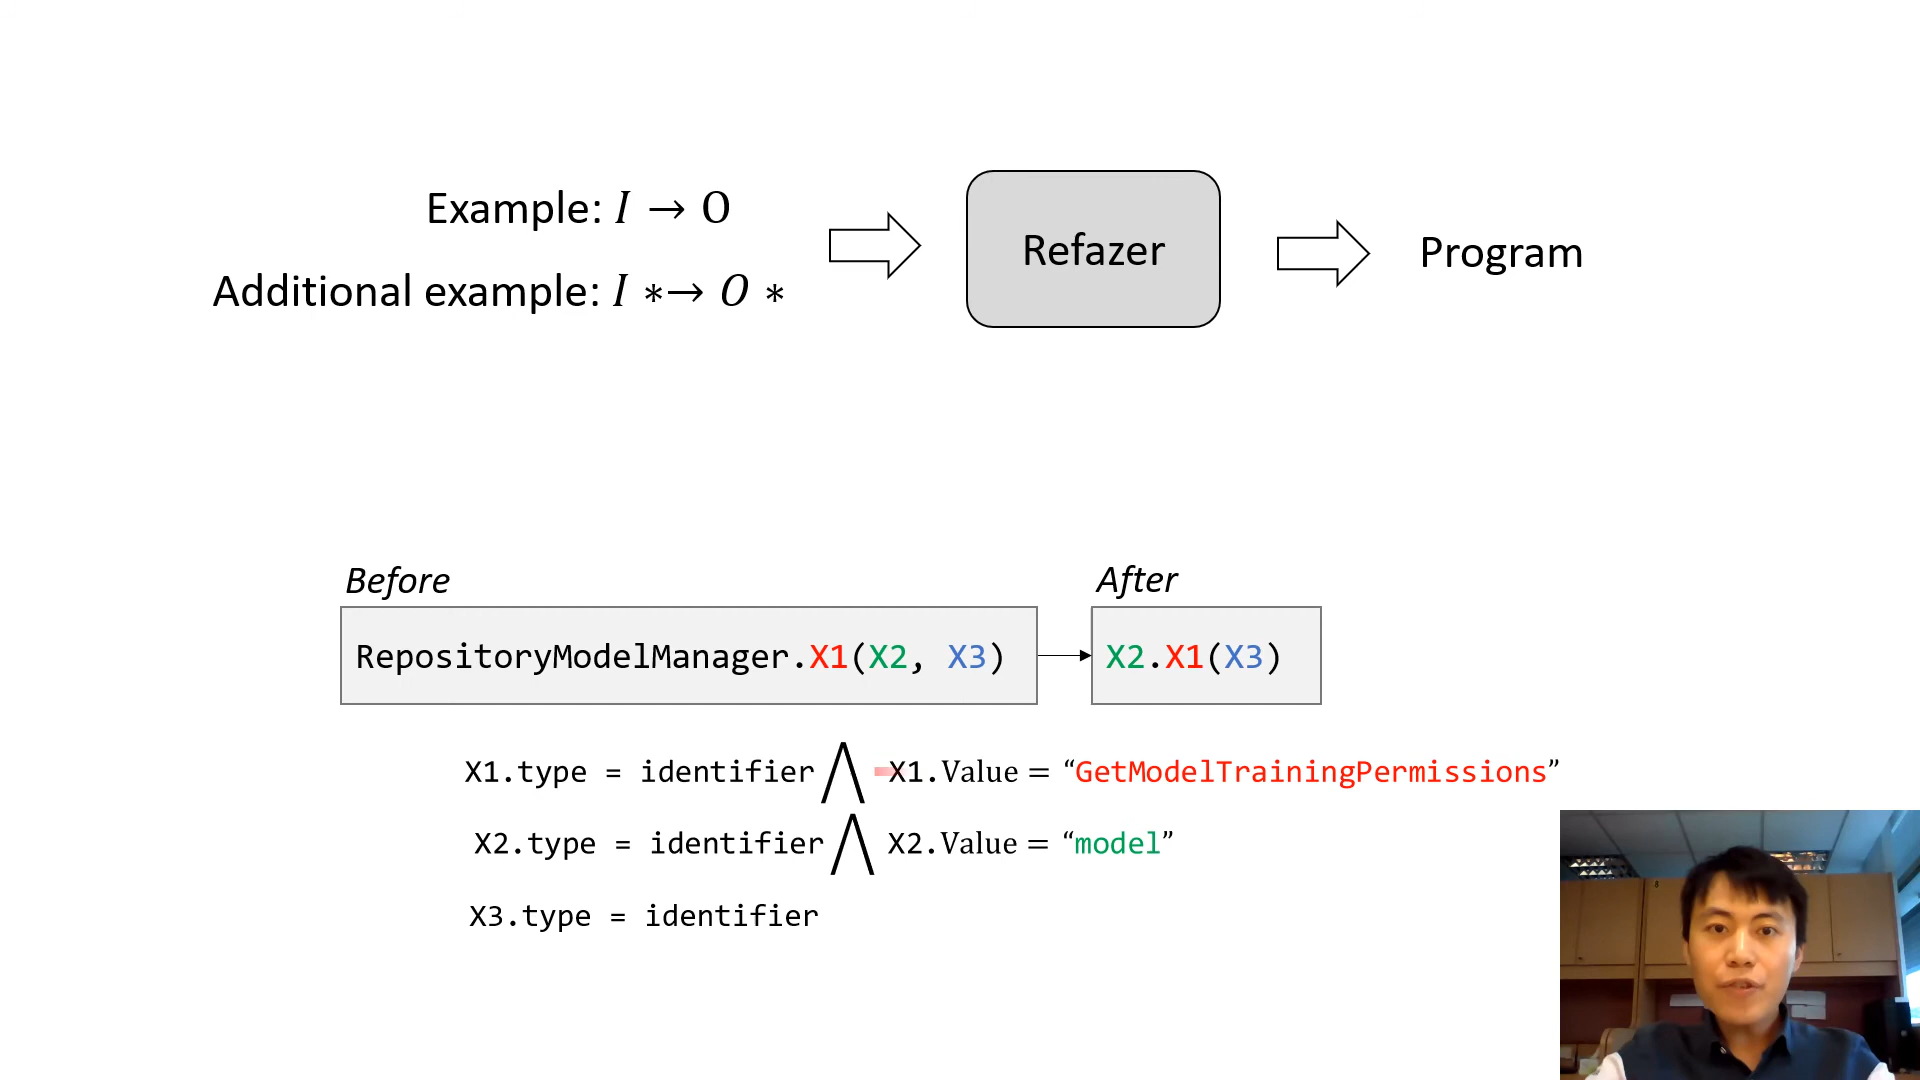 Example: I → O
Additional example: I *→ O *
Refazer
Program
Before
After
RepositoryModelManager.X1(X2, X3)
X2.X1(X3)
X1.type = identifier ⋀ X1.Value = “GetModelTrainingPermissions”
X2.type = identifier ⋀ X2.Value = “model”
X3.type = identifier